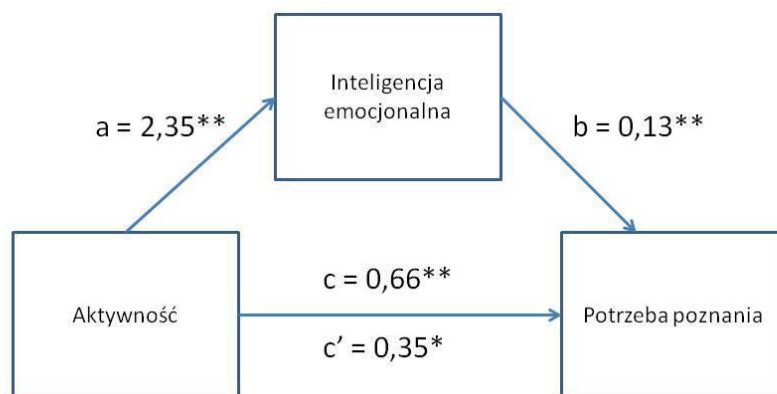 Inteligencja
emocjonalna
a = 2,35**
b = 0,13**
Aktywność
c = 0,66**
c’ = 0,35*
Potrzeba poznania